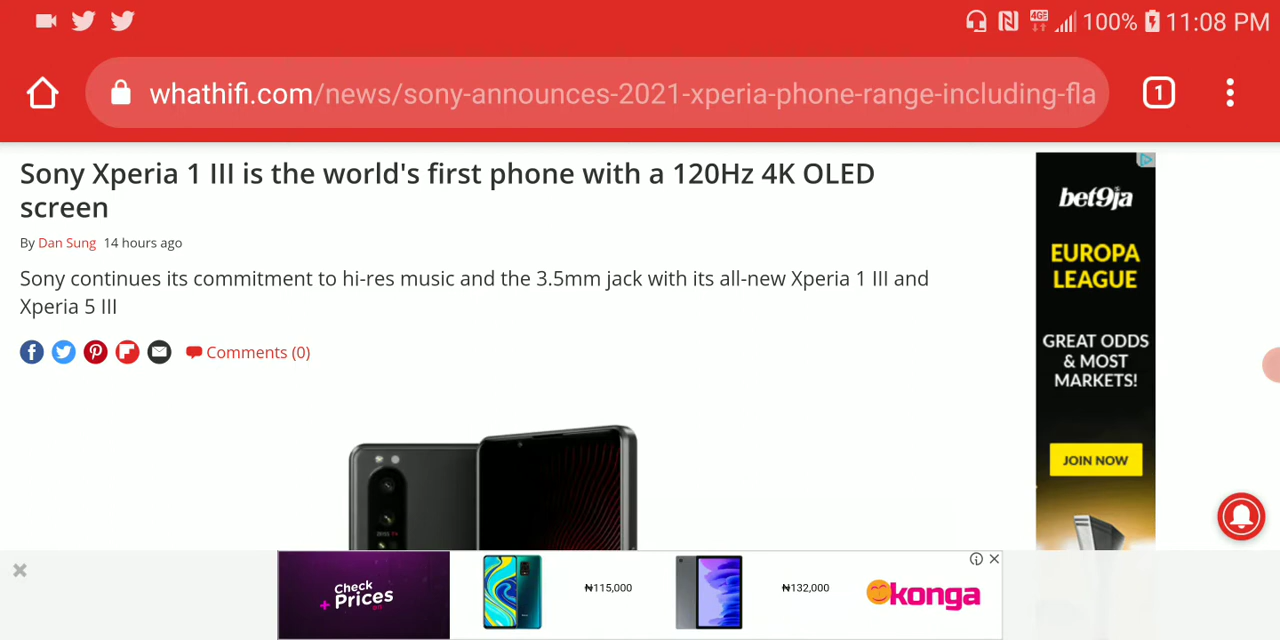 4GE 100% 11:08 PM
whathifi.com/news/sony-announces-2021-xperia-phone-range-including-fla
1
Sony Xperia 1 III is the world's first phone with a 120Hz 4K OLED
screen
By Dan Sung 14 hours ago
Sony continues its commitment to hi-res music and the 3.5mm jack with its all-new Xperia 1 III and
Xperia 5 III
Comments (0)
bet9ja
EUROPA
LEAGUE
GREAT ODDS
& MOST
MARKETS!
JOIN NOW
Check
+ Prices
₦115,000
₦132,000
konga